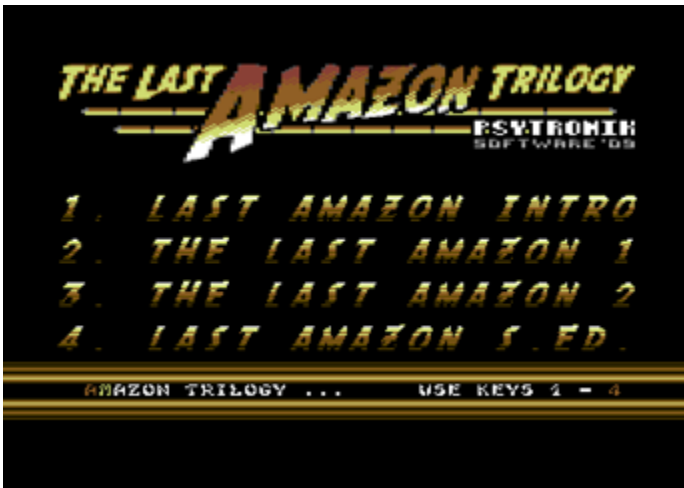 THE LAST AMAZON TRILOGY
PSYTRONIK
SOFTWARE '09
1. LAST AMAZON INTRO
2. THE LAST AMAZON 1
3. THE LAST AMAZON 2
4. LAST AMAZON S.ED.
AMAZON TRILOGY ... USE KEYS 1 - 4